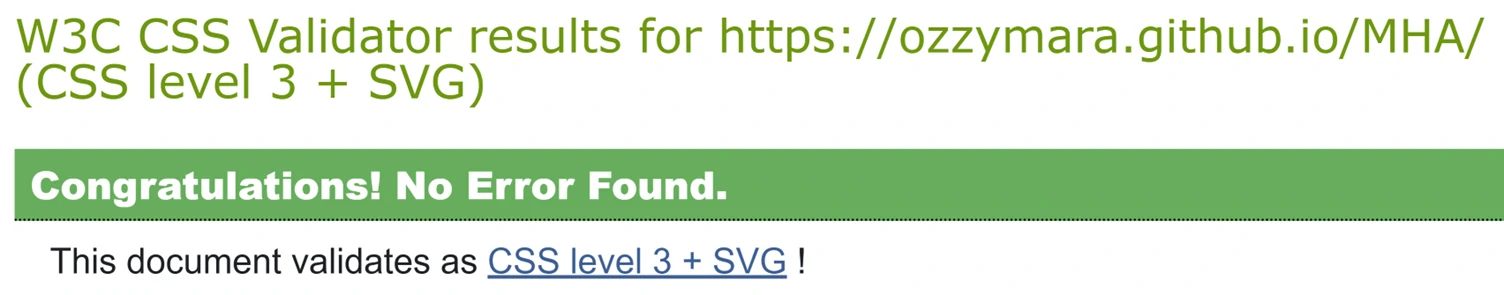 W3C CSS Validator results for https://ozzymara.github.io/MHA/
(CSS level 3 + SVG)
Congratulations! No Error Found.
This document validates as CSS level 3 + SVG !